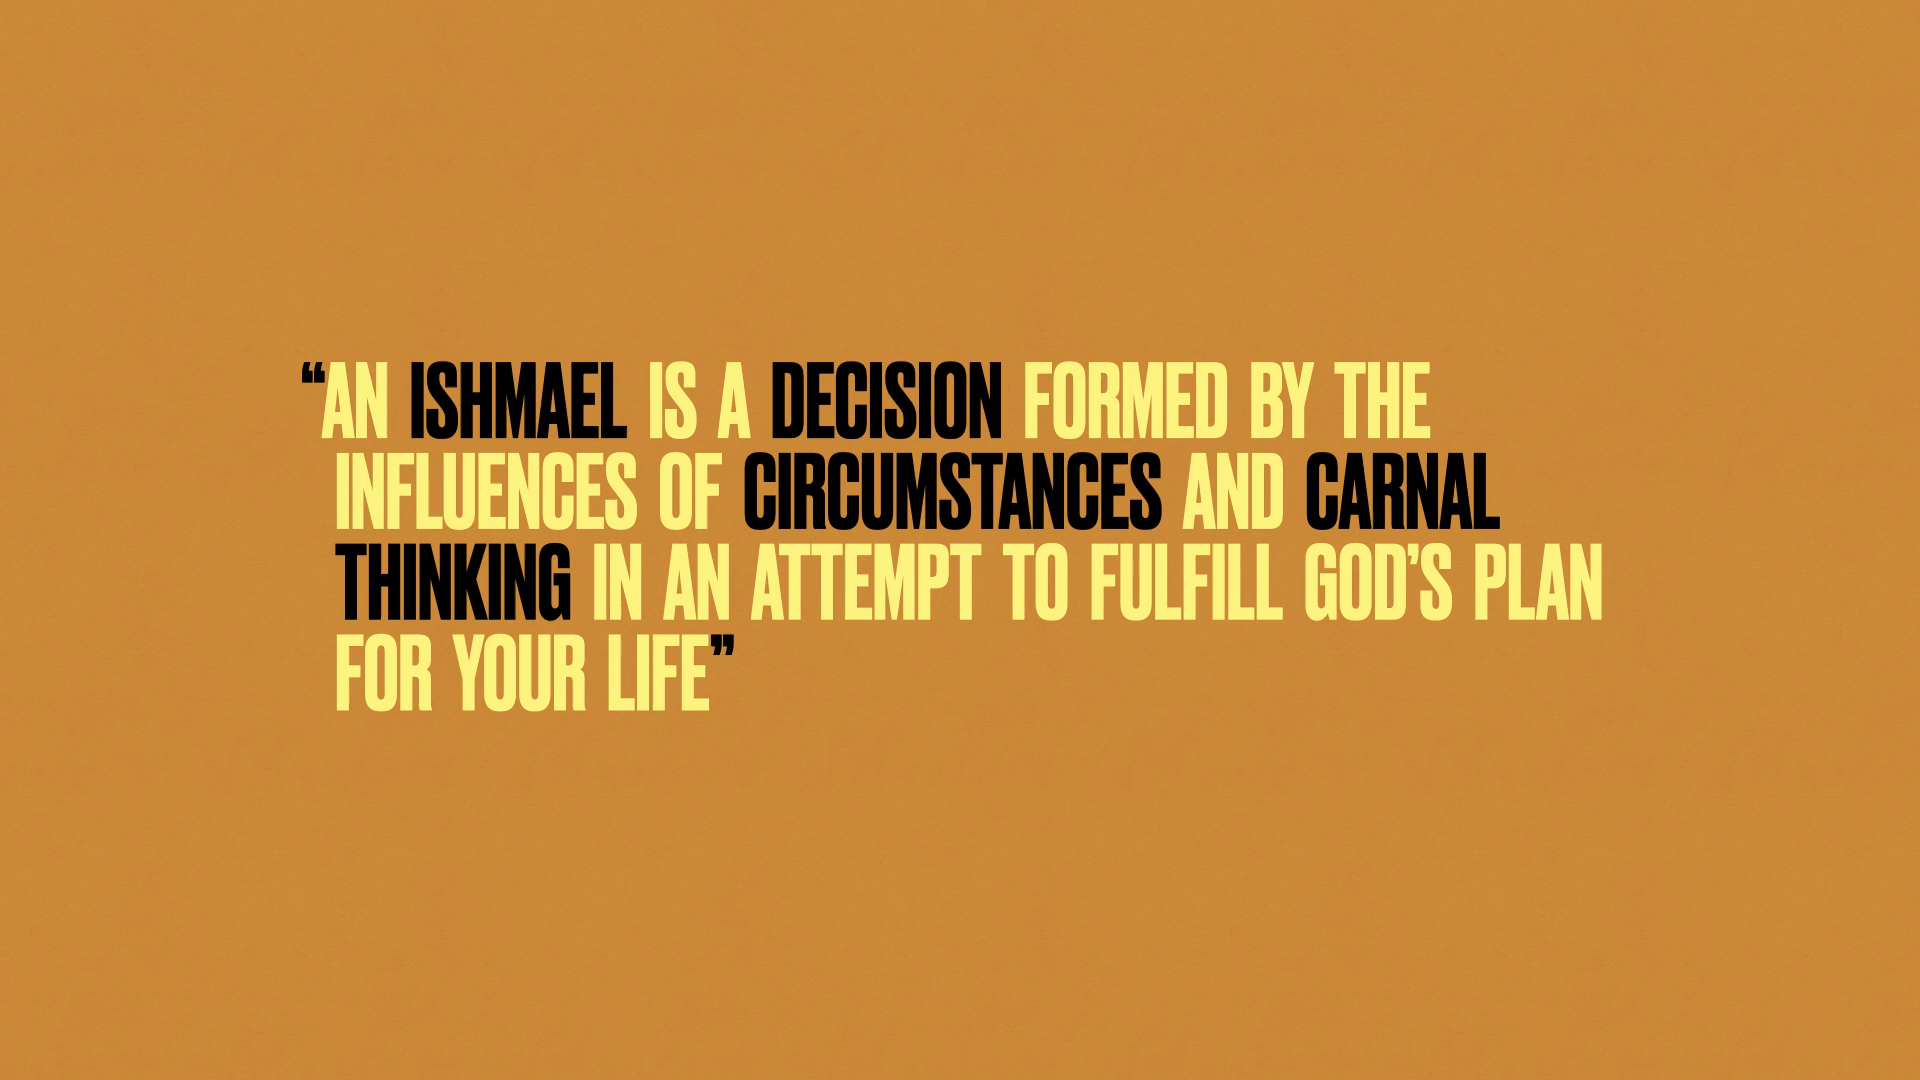 “AN ISHMAEL IS A DECISION FORMED BY THE
INFLUENCES OF CIRCUMSTANCES AND CARNAL
THINKING IN AN ATTEMPT TO FULFILL GOD’S PLAN
FOR YOUR LIFE”